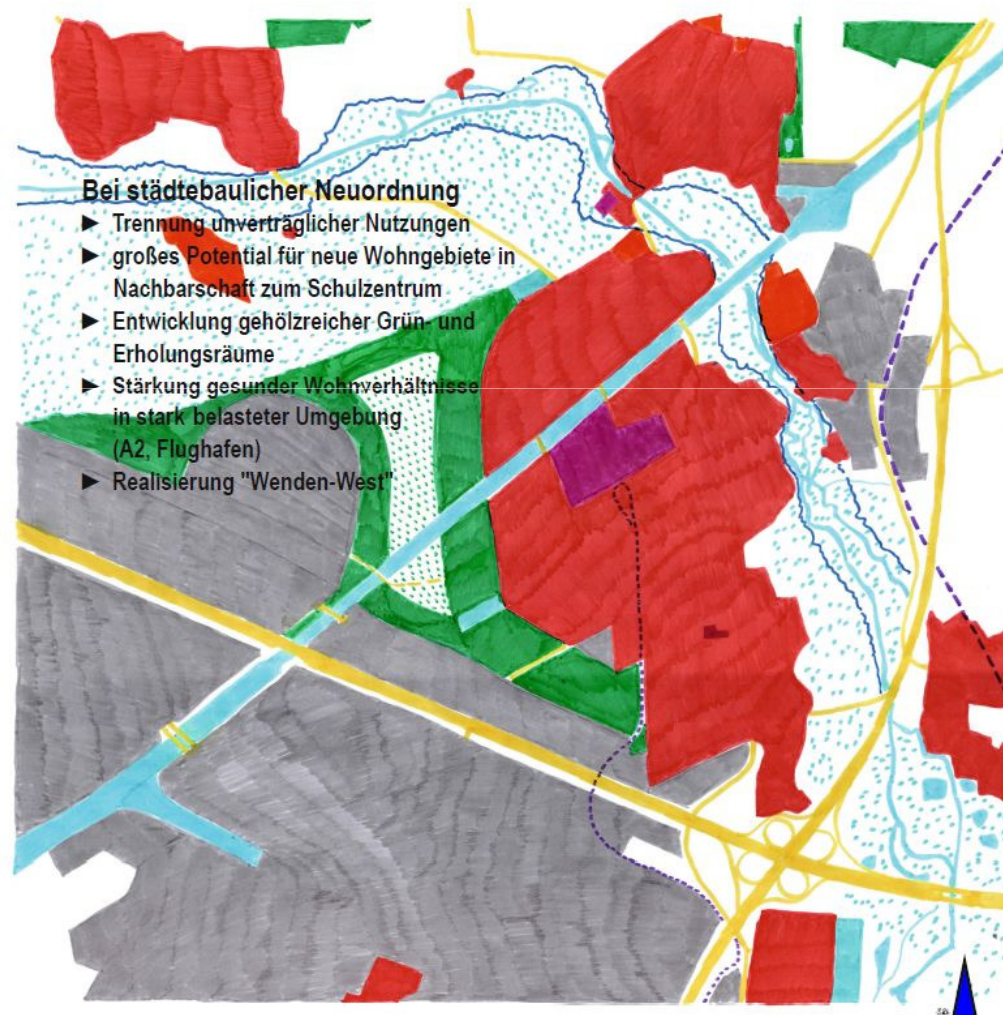 Bei städtebaulicher Neuordnung
► Trennung unverträglicher Nutzungen
► großes Potential für neue Wohngebiete in
Nachbarschaft zum Schulzentrum
► Entwicklung gehölzreicher Grün- und
Erholungsräume
► Stärkung gesunder Wohnverhältnisse
in stark belasteter Umgebung
(A2, Flughafen)
► Realisierung "Wenden-West"